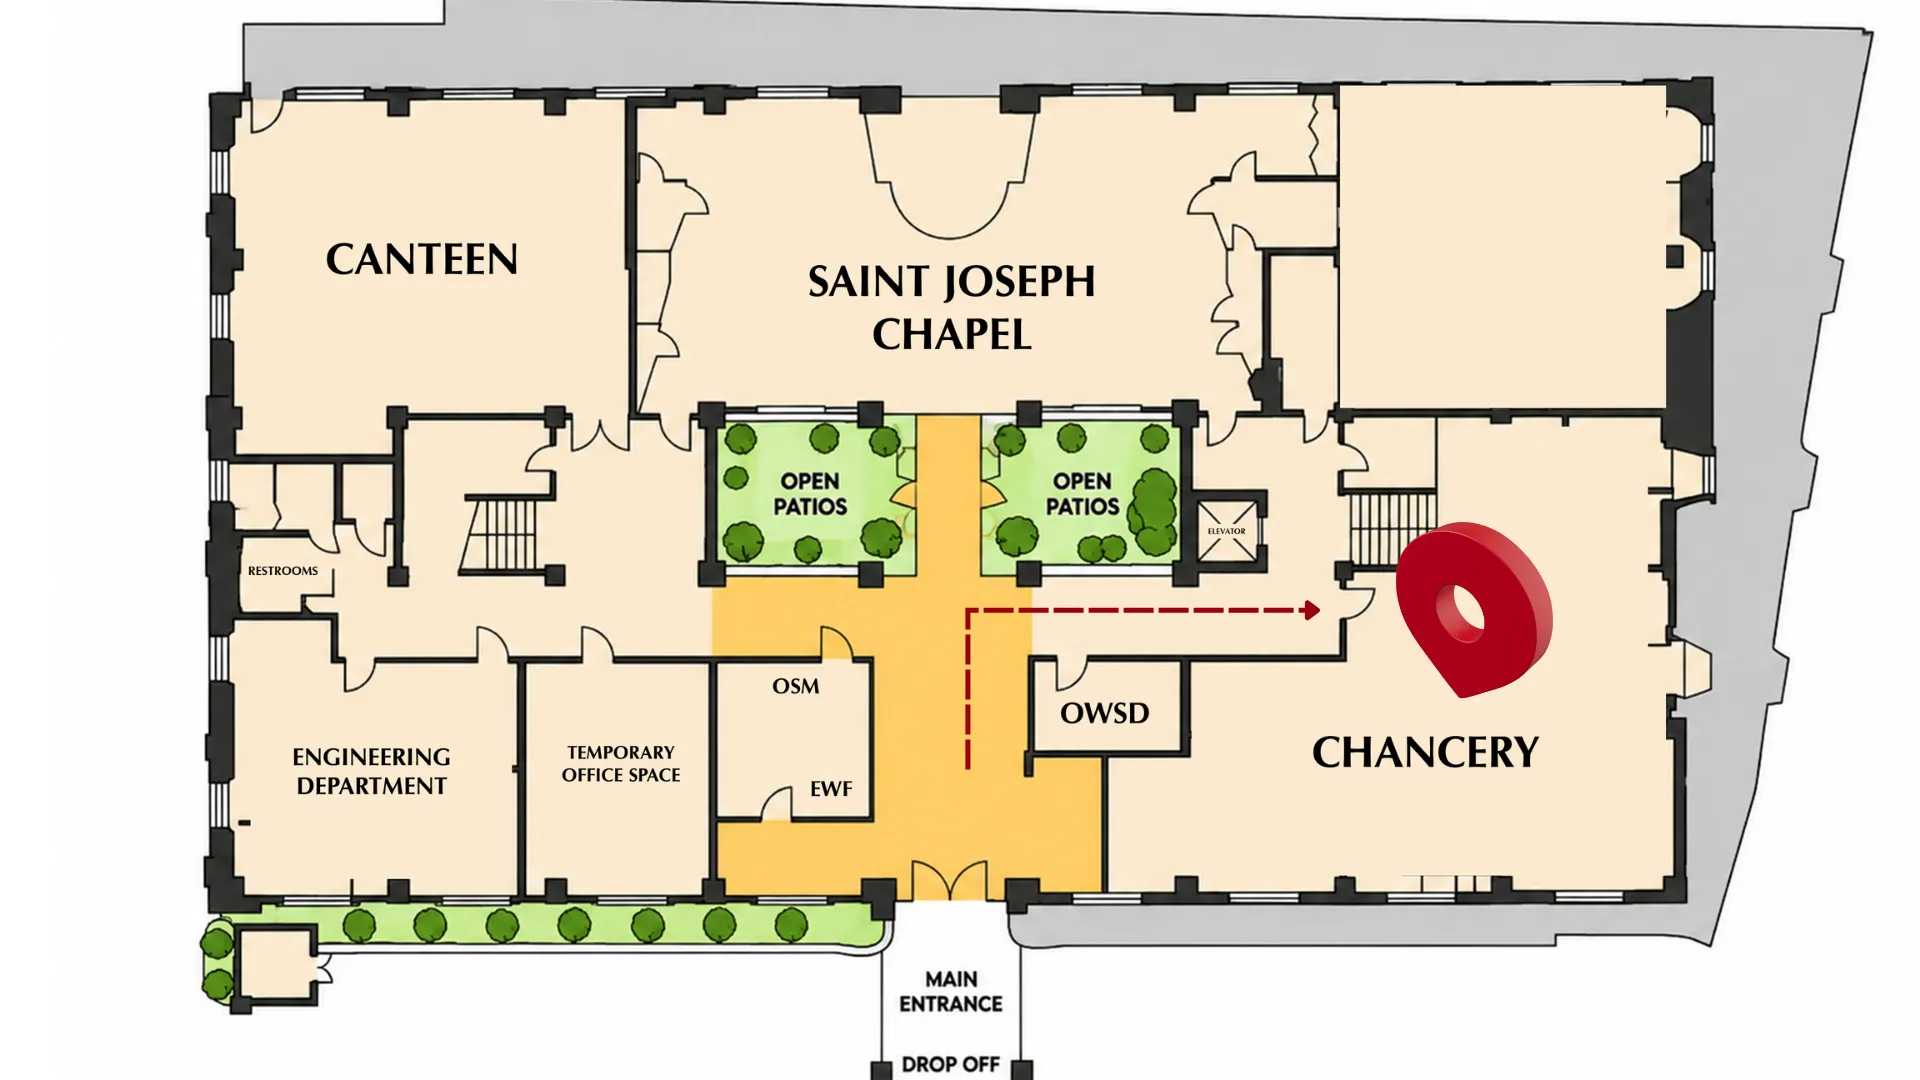 CANTEEN
SAINT JOSEPH
CHAPEL
OPEN
PATIOS
OPEN
PATIOS
ELEVATOR
RESTROOMS
OSM
OWSD
ENGINEERING
DEPARTMENT
TEMPORARY
OFFICE SPACE
EWF
CHANCERY
MAIN
ENTRANCE
DROP OFF